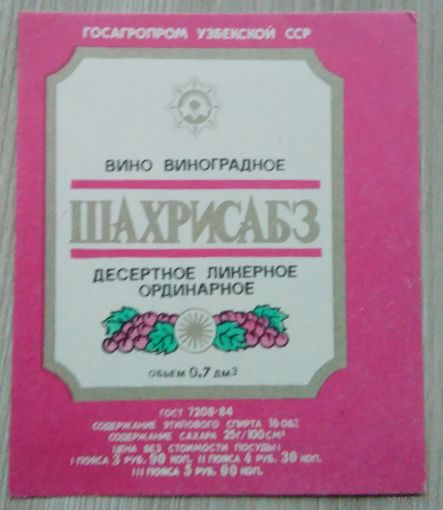 ГОСАГРОПРОМ УЗБЕКСКОЙ ССР
ВИНО ВИНОГРАДНОЕ
ШАХРИСАБЗ
ДЕСЕРТНОЕ ЛИКЕРНОЕ
ОРДИНАРНОЕ
ОБЪЕМ 0,7 ДМ3
ГОСТ 7208-84
СОДЕРЖАНИЕ ЭТИЛОВОГО СПИРТА 16 ОБ%
СОДЕРЖАНИЕ САХАРА 25Г/100СМ³
ЦЕНА БЕЗ СТОИМОСТИ ПОСУДЫ:
I ПОЯСА 3 РУБ. 90 КОП. II ПОЯСА 4 РУБ. 30 КОП.
III ПОЯСА 5 РУБ. 00 КОП.